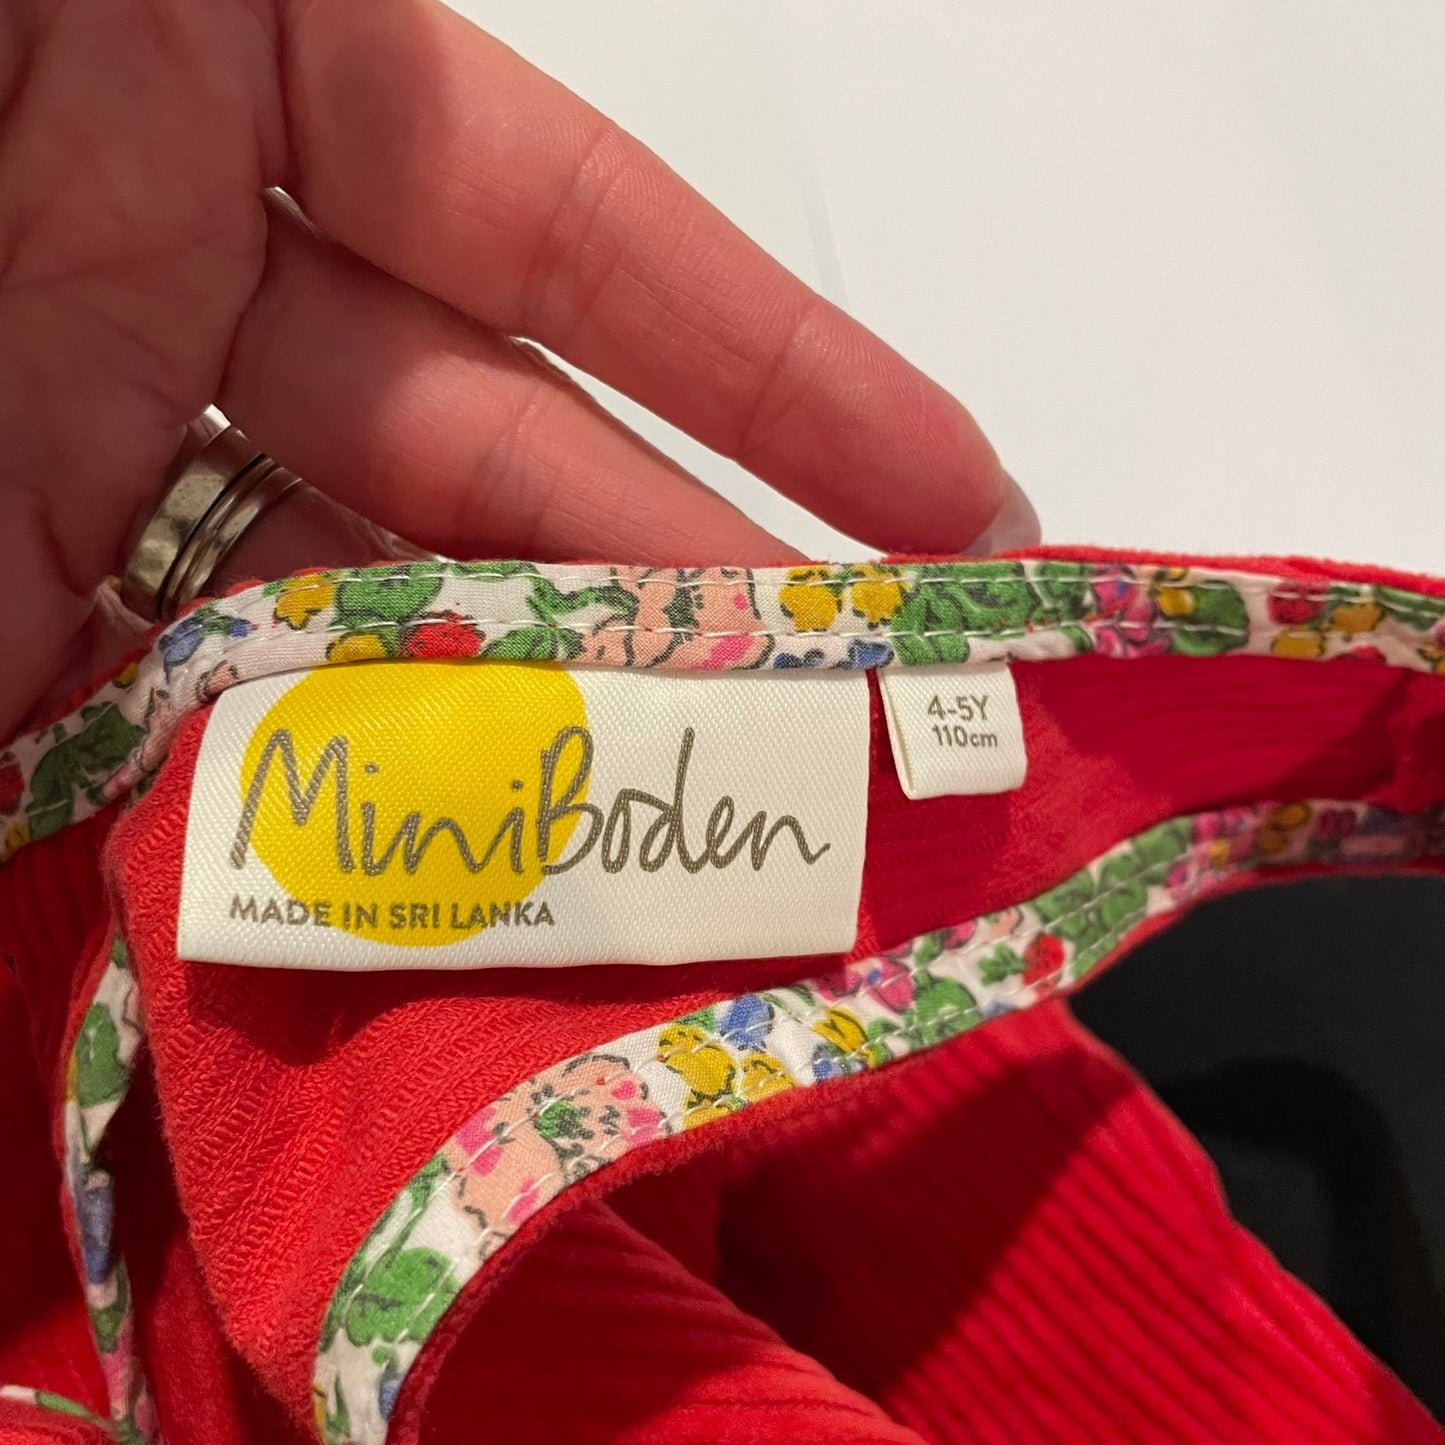 MiniBoden
MADE IN SRI LANKA
4-5Y
110cm